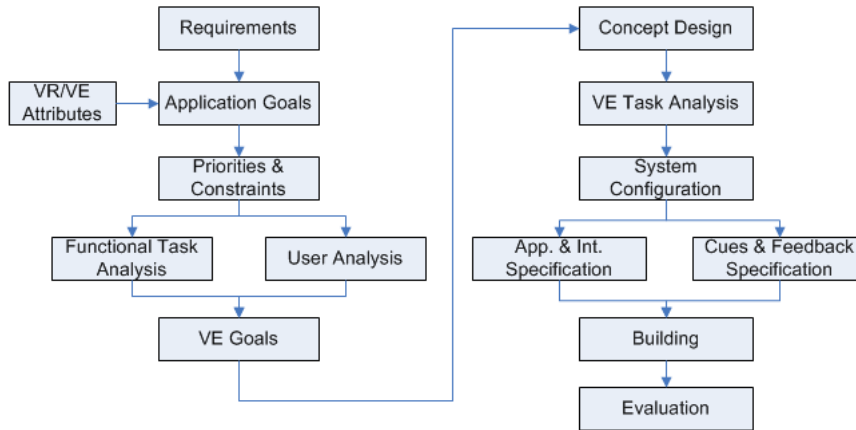 Requirements
VR/VE
Attributes
Application Goals
Priorities &
Constraints
Functional Task
Analysis
User Analysis
VE Goals
Concept Design
VE Task Analysis
System
Configuration
App. & Int.
Specification
Cues & Feedback
Specification
Building
Evaluation